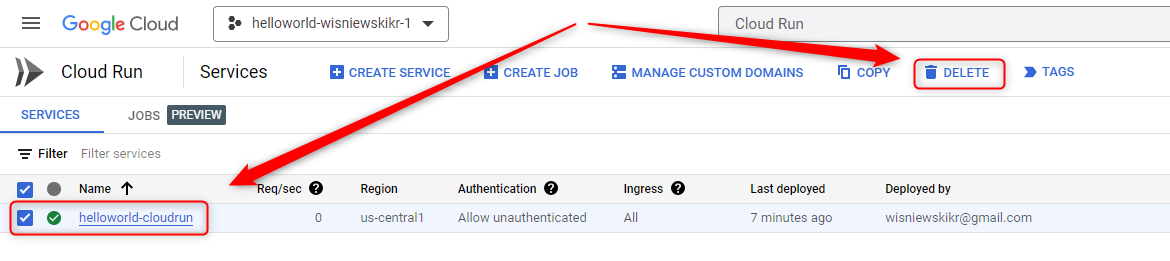 Google Cloud helloworld-wisniewskikr-1 Cloud Run
Cloud Run Services CREATE SERVICE CREATE JOB MANAGE CUSTOM DOMAINS COPY DELETE TAGS
SERVICES JOBS PREVIEW
Filter Filter services
Name Req/sec ? Region Authentication ? Ingress ? Last deployed Deployed by
helloworld-cloudrun 0 us-central1 Allow unauthenticated All 7 minutes ago wisniewskikr@gmail.com